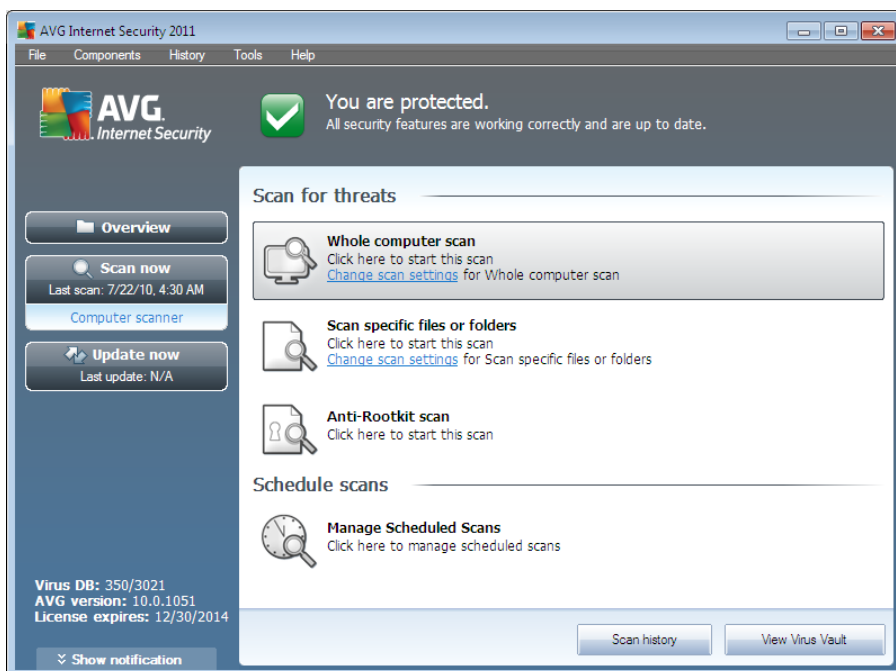 AVG Internet Security 2011
File Components History Tools Help
AVG.
Internet Security
You are protected.
All security features are working correctly and are up to date.
Overview
Scan now
Last scan: 7/22/10, 4:30 AM
Computer scanner
Update now
Last update: N/A
Scan for threats
Whole computer scan
Click here to start this scan
Change scan settings for Whole computer scan
Scan specific files or folders
Click here to start this scan
Change scan settings for Scan specific files or folders
Anti-Rootkit scan
Click here to start this scan
Schedule scans
Manage Scheduled Scans
Click here to manage scheduled scans
Virus DB: 350/3021
AVG version: 10.0.1051
License expires: 12/30/2014
Show notification
Scan history
View Virus Vault